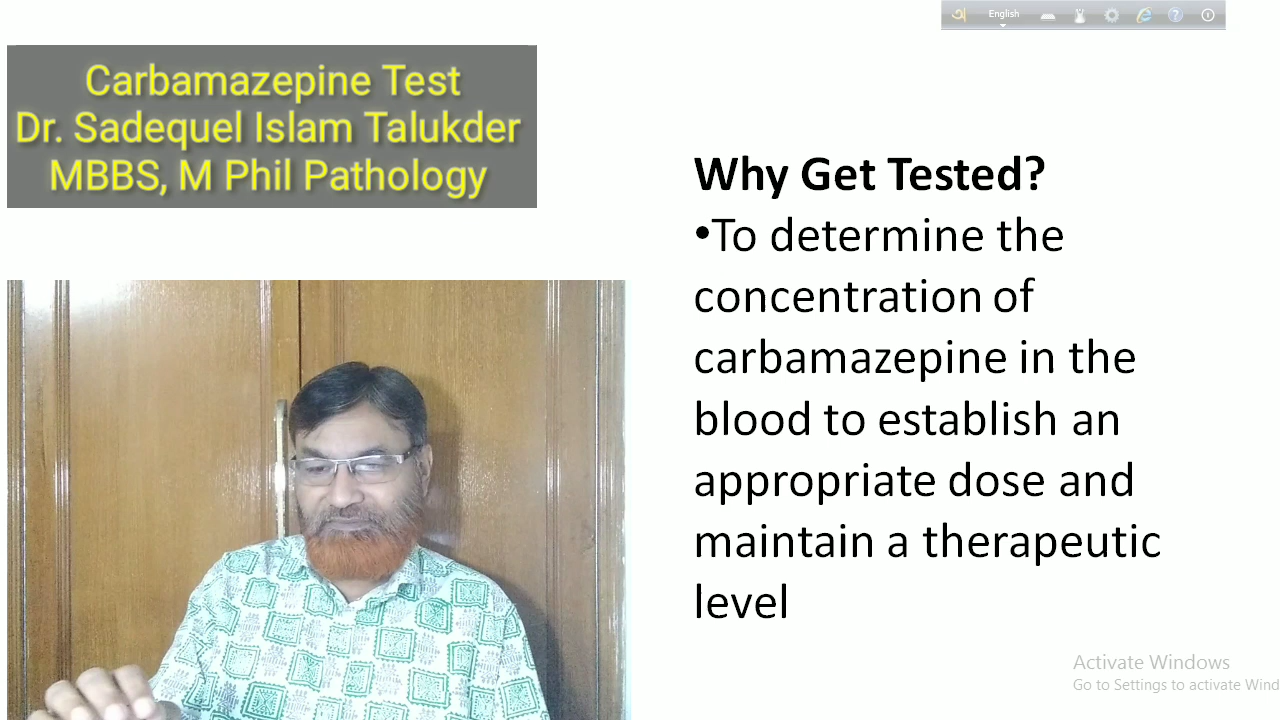 English
Carbamazepine Test
Dr. Sadequel Islam Talukder
MBBS, M Phil Pathology
Why Get Tested?
•To determine the
concentration of
carbamazepine in the
blood to establish an
appropriate dose and
maintain a therapeutic
level
Activate Windows
Go to Settings to activate Wind